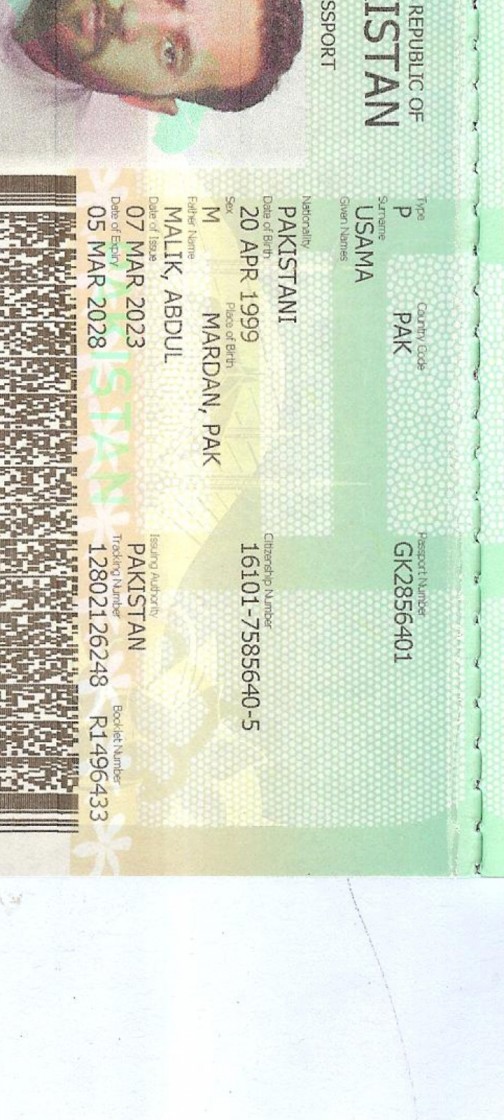 REPUBLIC OF
ISTAN
SSPORT
Type Country Code Passport Number
P PAK GK2856401
Surname
USAMA
Given Names
Nationality
PAKISTANI
Date of Birth Citizenship Number
20 APR 1999 16101-7585640-5
Sex Place of Birth
M MARDAN, PAK
Father Name
MALIK, ABDUL
Date of Issue Issuing Authority
07 MAR 2023 PAKISTAN
Date of Expiry Tracking Number Booklet Number
05 MAR 2028 12802126248 R1496433
PAKISTAN